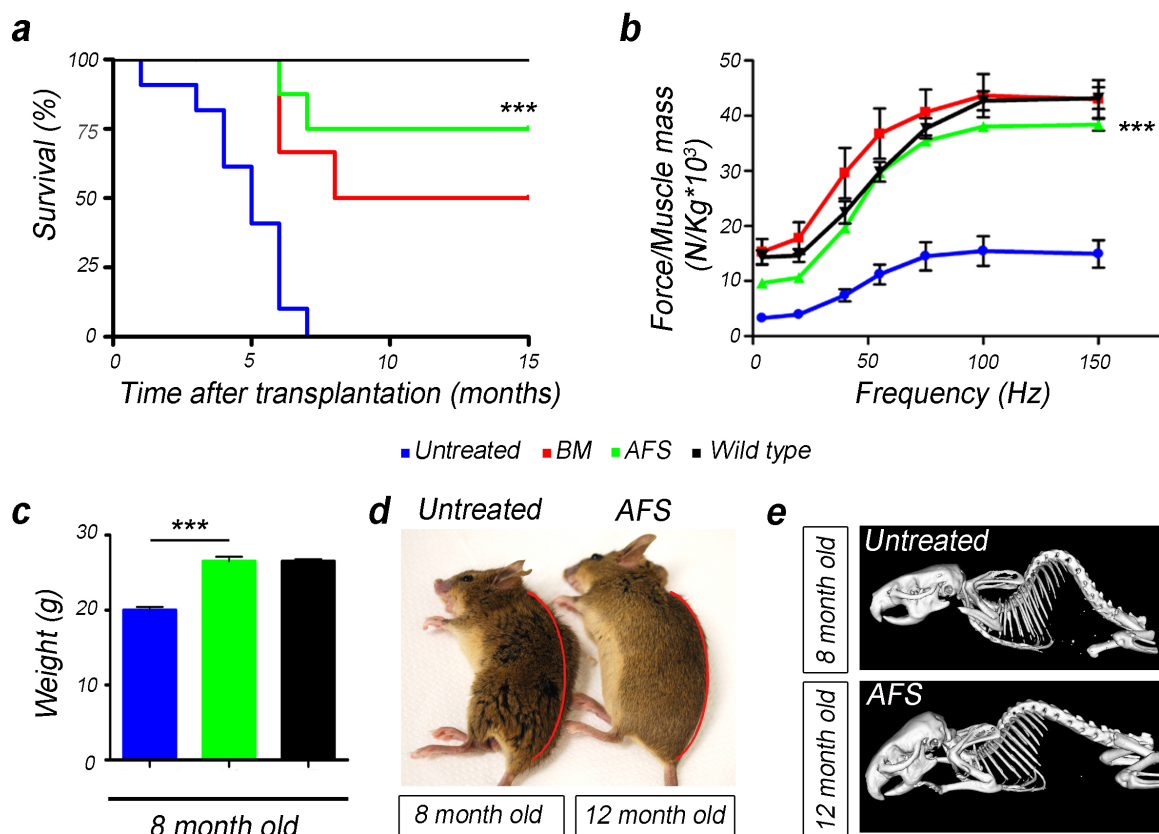 a
100
75
50
25
0
Survival (%)
***
0 5 10 15
Time after transplantation (months)
b
50
40
30
20
10
0
Force/Muscle mass
(N/Kg*10³)
***
0 50 100 150
Frequency (Hz)
Untreated BM AFS Wild type
c
30
20
10
0
Weight (g)
***
8 month old
d
Untreated AFS
8 month old 12 month old
e
8 month old
Untreated
12 month old
AFS